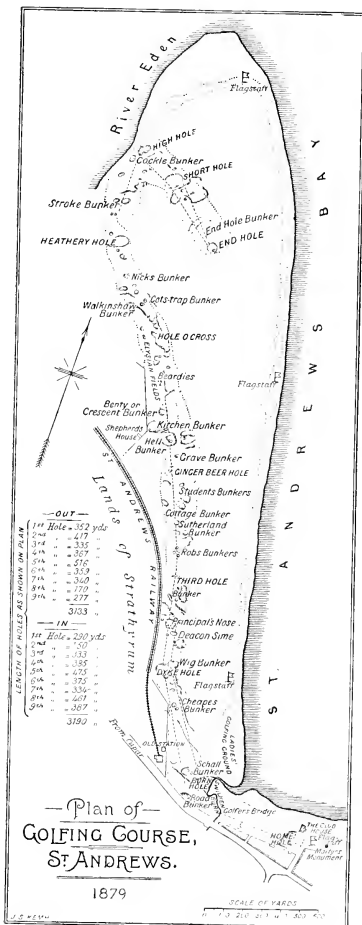 River Eden
Flagstaff
HIGH HOLE
Cockle Bunker
SHORT HOLE
Stroke Bunker
End Hole Bunker
END HOLE
HEATHERY HOLE
Nicks Bunker
Cats-trap Bunker
Walkinshaw
Bunker
HOLE O CROSS
ELYSIAN FIELDS
Beardies
Flagstaff
ST. ANDREWS BAY
Benty or
Crescent Bunker
Kitchen Bunker
Shepherds
House
Hell
Bunker
Grave Bunker
GINGER BEER HOLE
Students Bunkers
ST ANDREWS RAILWAY
Lands of Strathtyrum
Cottage Bunker
Sutherland
Bunker
Robs Bunkers
THIRD HOLE
Bunker
Principal's Nose
Deacon Sime
Wig Bunker
DYKE HOLE
Flagstaff
Cheapes
Bunker
LENGTH OF HOLES AS SHOWN ON PLAN
— OUT —
1st Hole = 352 yds
2nd " " 417 "
3rd " " 335 "
4th " " 367 "
5th " " 516 "
6th " " 359 "
7th " " 340 "
8th " " 170 "
9th " " 277 "
3133 "
— IN —
1st Hole = 290 yds
2nd " " 150 "
3rd " " 333 "
4th " " 385 "
5th " " 475 "
6th " " 375 "
7th " " 334 "
8th " " 461 "
9th " " 387 "
3190 "
OLD STATION
LADIES'
GOLFING GROUND
From Cupar
Bunker
HOLE
Road
Bunker
Golfers Bridge
THE CLUB
HOUSE
HOME
HOLE
Flag
Martyrs
Monument
— Plan of —
GOLFING COURSE,
ST ANDREWS.
1879
SCALE OF YARDS